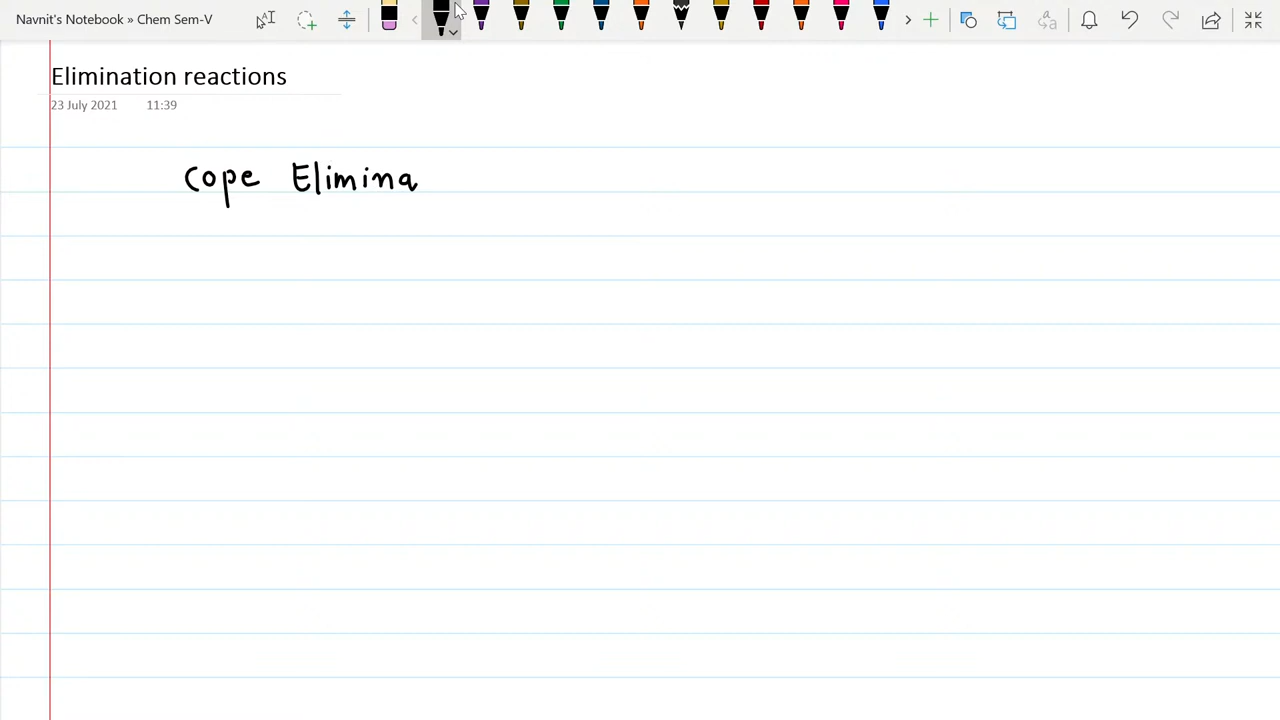 Navnit's Notebook » Chem Sem-V
Elimination reactions
23 July 2021 11:39
Cope Elimina